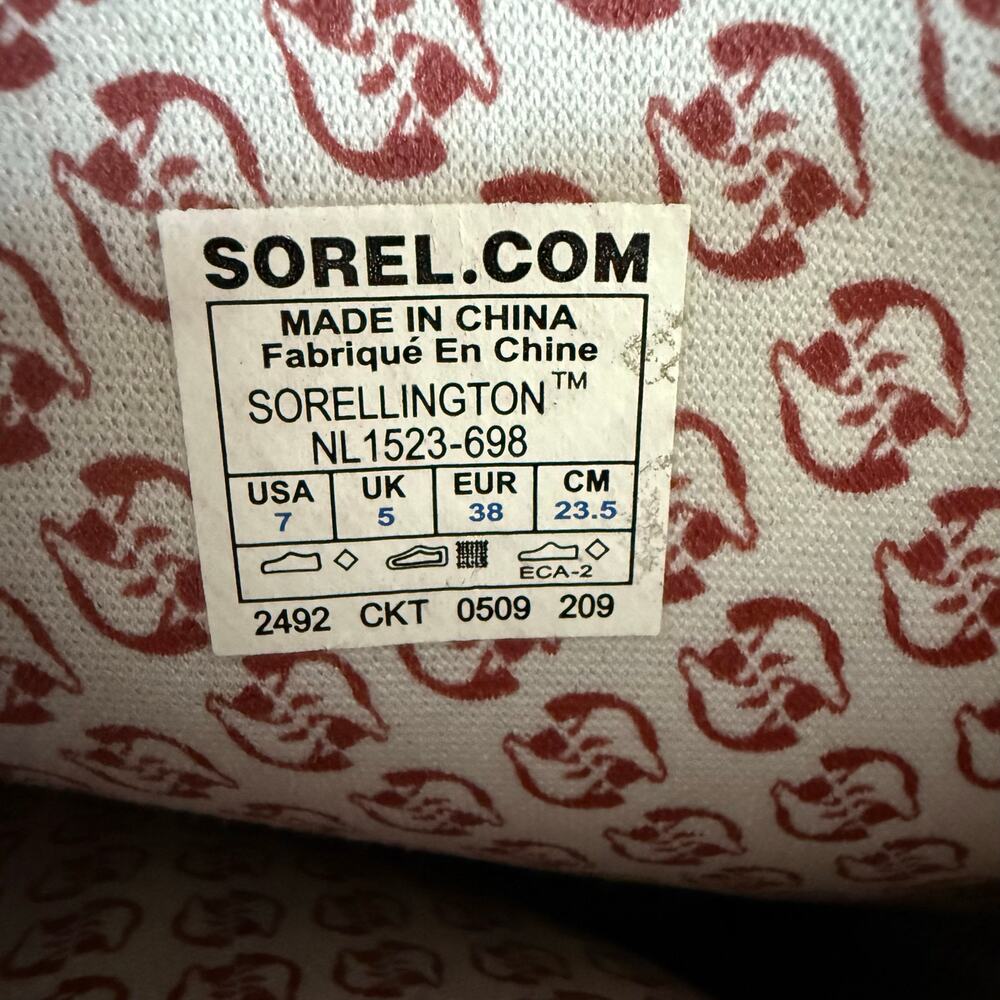 SOREL.COM
MADE IN CHINA
Fabriqué En Chine
SORELLINGTON™
NL1523-698
USA UK EUR CM
7 5 38 23.5
ECA-2
2492 CKT 0509 209